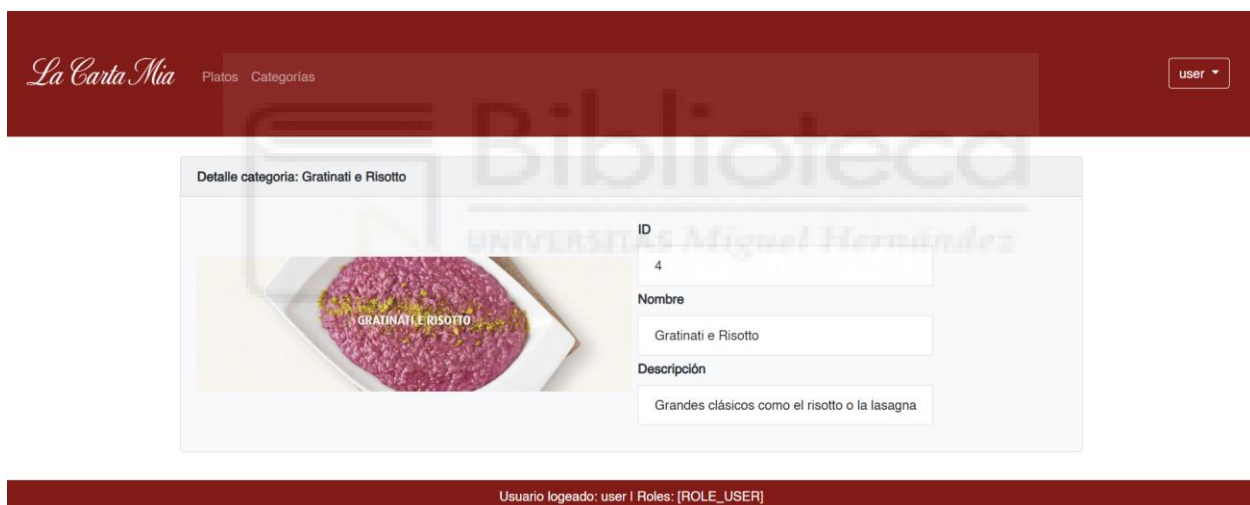 La Carta Mia
Platos Categorías
user
Biblioteca
UNIVERSITAS Miguel Hernández
Detalle categoria: Gratinati e Risotto
GRATINATI E RISOTTO
ID
4
Nombre
Gratinati e Risotto
Descripción
Grandes clásicos como el risotto o la lasagna
Usuario logeado: user | Roles: [ROLE_USER]